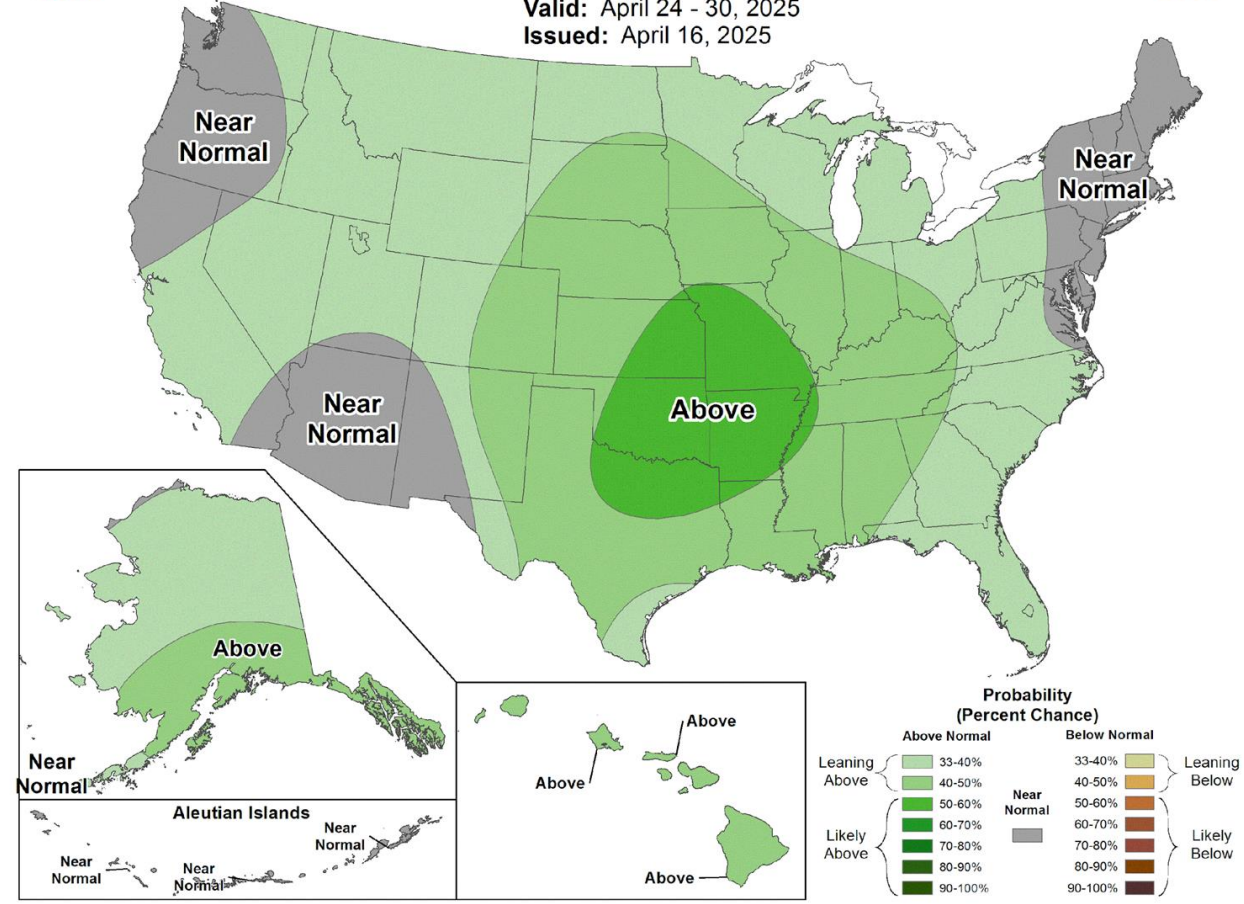 Valid: April 24 - 30, 2025
Issued: April 16, 2025
Near
Normal
Near
Normal
Near
Normal
Above
Above
Near
Normal
Aleutian Islands
Near
Normal
Near
Normal
Near
Normal
Above
Above
Above
Probability
(Percent Chance)
Above Normal
Below Normal
Leaning
Above
33-40%
40-50%
Likely
Above
50-60%
60-70%
70-80%
80-90%
90-100%
Near
Normal
33-40%
40-50%
Leaning
Below
50-60%
60-70%
70-80%
80-90%
90-100%
Likely
Below